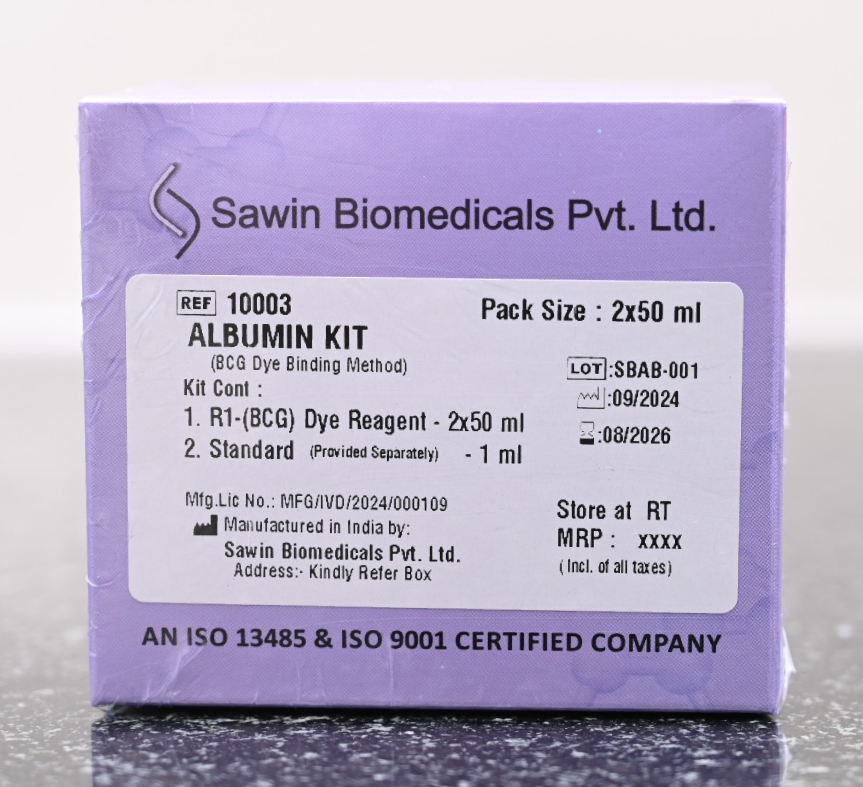 Sawin Biomedicals Pvt. Ltd.
REF 10003
Pack Size : 2x50 ml
ALBUMIN KIT
(BCG Dye Binding Method)
LOT :SBAB-001
Kit Cont :
:09/2024
1. R1-(BCG) Dye Reagent - 2x50 ml
:08/2026
2. Standard (Provided Separately) - 1 ml
Mfg.Lic No.: MFG/IVD/2024/000109
Store at RT
Manufactured in India by:
MRP : xxxx
Sawin Biomedicals Pvt. Ltd.
(Incl. of all taxes)
Address:- Kindly Refer Box
AN ISO 13485 & ISO 9001 CERTIFIED COMPANY